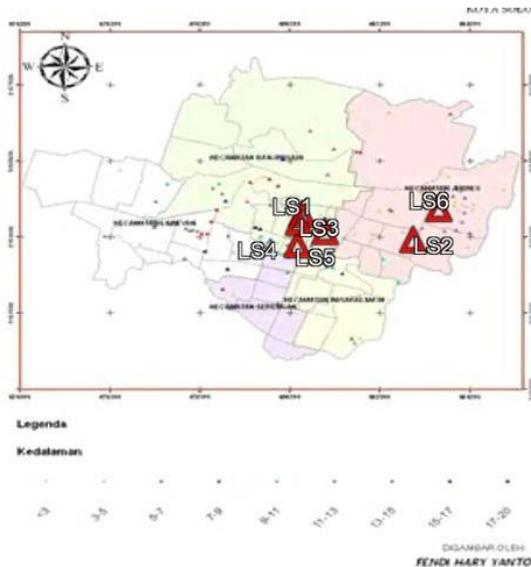 KOTA SOLO
N
W E
S
KECAMATAN BANJARSARI
KECAMATAN JEBRES
LS1
LS6
KECAMATAN LAWEYAN
LS3
LS4
LS2
LS5
KECAMATAN PASAR KLIWON
KECAMATAN SERENGAN
Legenda
Kedalaman
<3
3-5
5-7
7-9
9-11
11-13
13-15
15-17
17-20
DIGAMBAR OLEH:
FENDI HARY YANTO